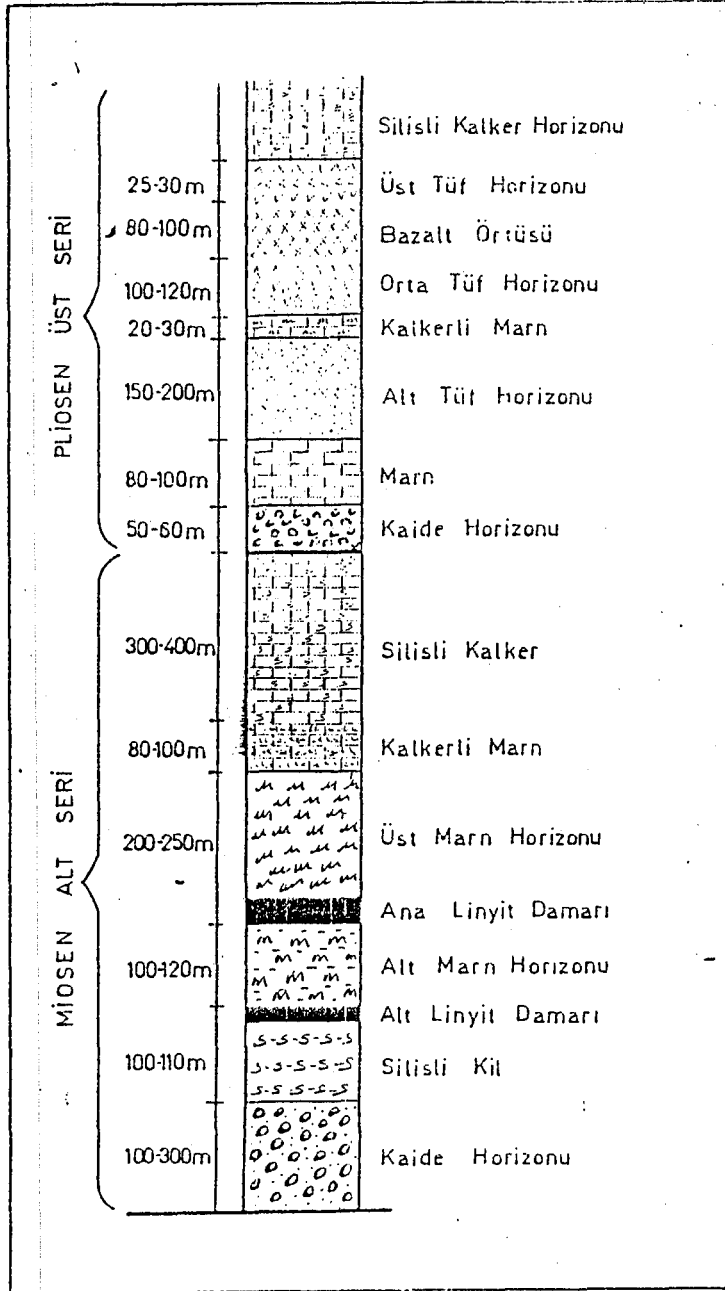 PLİOSEN ÜST SERİ
Silisli Kalker Horizonu
25-30m Üst Tüf Horizonu
80-100m Bazalt Örtüsü
100-120m Orta Tüf Horizonu
20-30m Kalkerli Marn
150-200m Alt Tüf Horizonu
80-100m Marn
50-60m Kaide Horizonu
MİOSEN ALT SERİ
300-400m Silisli Kalker
80-100m Kalkerli Marn
200-250m Üst Marn Horizonu
Ana Linyit Damarı
100-120m Alt Marn Horizonu
Alt Linyit Damarı
100-110m Silisli Kil
100-300m Kaide Horizonu